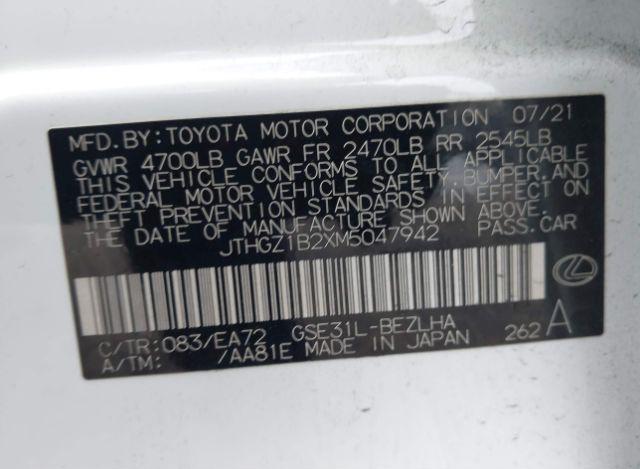 MFD.BY:TOYOTA MOTOR CORPORATION 07/21
GVWR 4700LB GAWR FR 2470LB RR 2545LB
THIS VEHICLE CONFORMS TO ALL APPLICABLE
FEDERAL MOTOR VEHICLE SAFETY,BUMPER,AND
THEFT PREVENTION STANDARDS IN EFFECT ON
THE DATE OF MANUFACTURE SHOWN ABOVE.
JTHGZ1B2XM5047942 PASS.CAR
C/TR:083/EA72 GSE31L-BEZLHA
A/TM: /AA81E MADE IN JAPAN 262 A